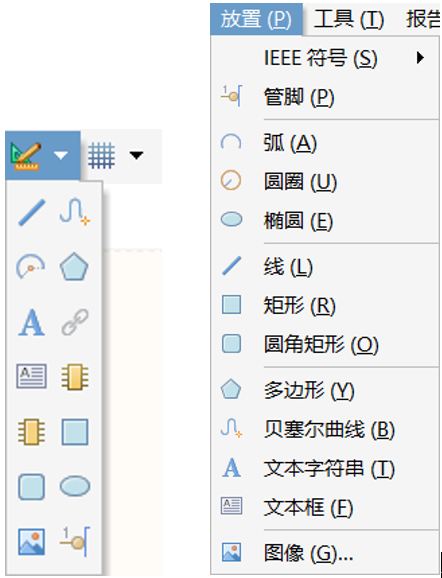 放置 (P) 工具 (T) 报告
IEEE 符号 (S)
管脚 (P)
弧 (A)
圆圈 (U)
椭圆 (E)
线 (L)
矩形 (R)
圆角矩形 (O)
多边形 (Y)
贝塞尔曲线 (B)
文本字符串 (T)
文本框 (F)
图像 (G)...
A
A
1
1
A
A